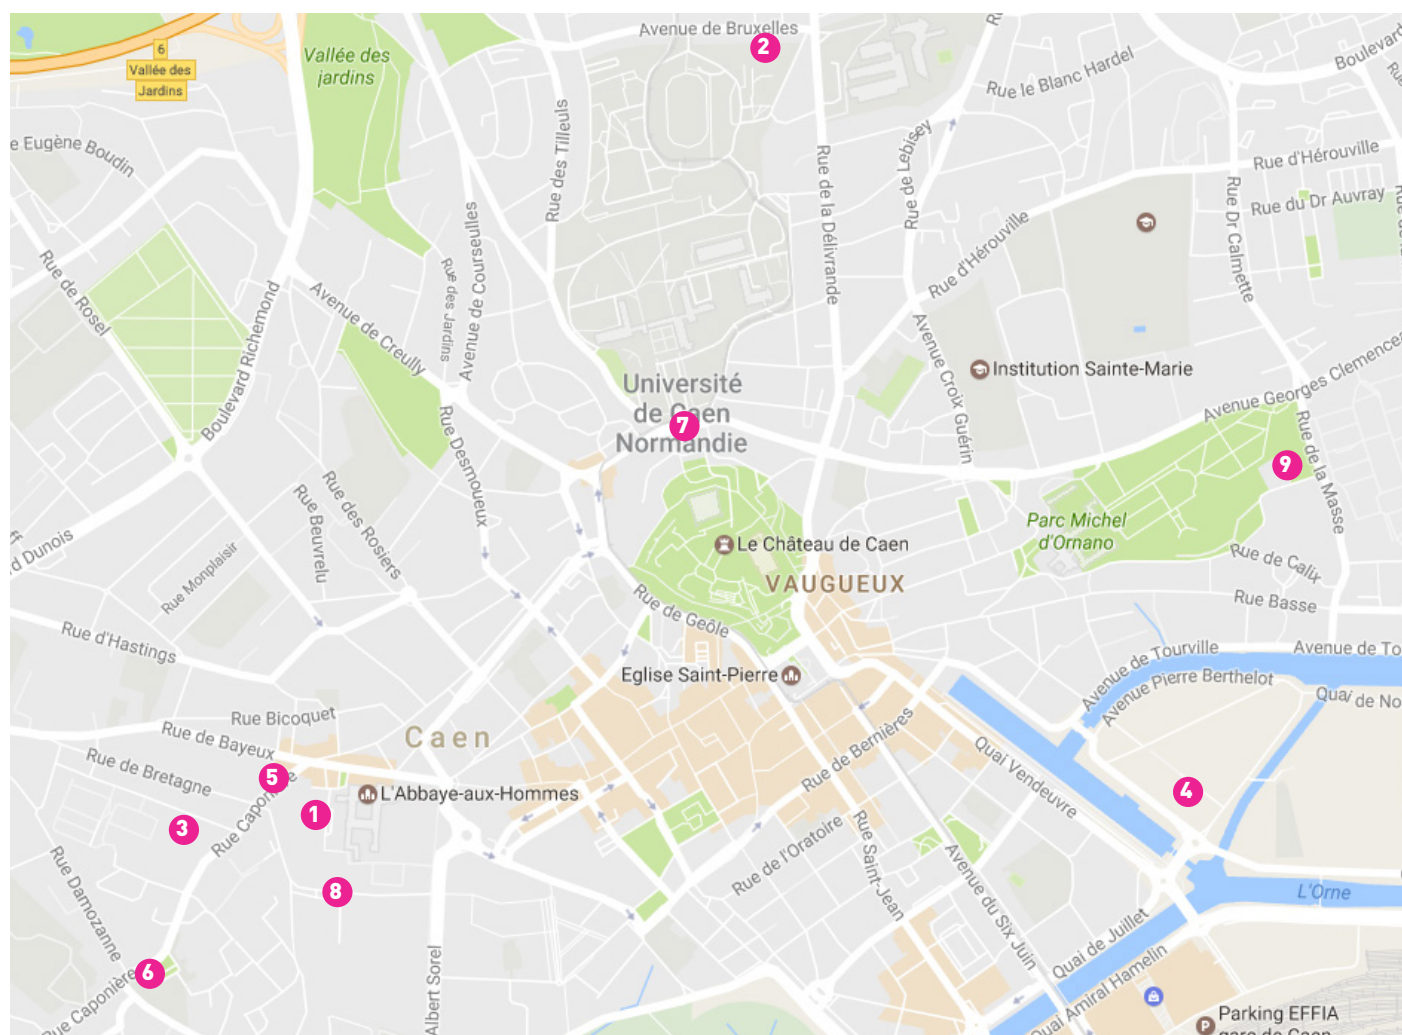 Avenue de Bruxelles
2
6
Vallée des
Jardins
Vallée des
jardins
Boulevard
Rue le Blanc Hardel
e Eugène Boudin
Rue des Tilleuls
Rue de Lebisey
Rue d'Hérouville
Rue de la Délivrande
Rue du Dr Auvray
Rue Dr Calmette
Rue d'Hérouville
Rue de Rosel
Avenue de Courseulles
Rue des Jardins
Avenue de Creully
Boulevard Richemond
Avenue Croix Guérin
Institution Sainte-Marie
Avenue Georges Clemenceau
Université
de Caen
Normandie
7
Rue Desmoueux
9
Rue de la Masse
Rue des Rosiers
Rue Beuvrelu
Parc Michel
d'Ornano
rd Dunois
Le Château de Caen
VAUGUEUX
Rue Monplaisir
Rue de Calix
Rue Basse
Rue de Geôle
Rue d'Hastings
Eglise Saint-Pierre
Avenue de Tourville
Avenue de To
Avenue Pierre Berthelot
Quai de No
Rue Bicoquet
Caen
Rue de Bayeux
Rue de Bernières
Quai Vendeuvre
Rue de Bretagne
5
Rue Caponière
L'Abbaye-aux-Hommes
4
1
3
Rue de l'Oratoire
Rue Saint-Jean
Avenue du Six Juin
Rue Damozanne
8
L'Orne
Quai de Juillet
6
Rue Caponière
Albert Sorel
Quai Amiral Hamelin
Parking EFFIA
gare de Caen